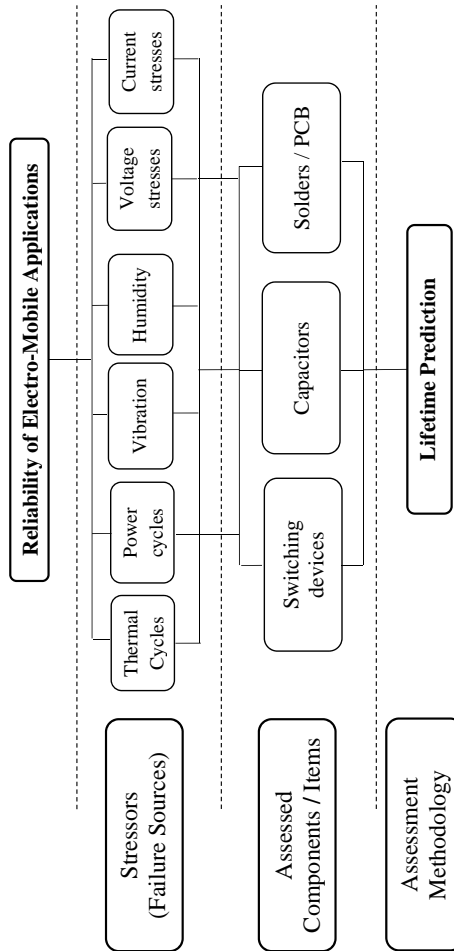 Reliability of Electro-Mobile Applications
Stressors
(Failure Sources)
Thermal
Cycles
Power
cycles
Vibration
Humidity
Voltage
stresses
Current
stresses
Assessed
Components / Items
Switching
devices
Capacitors
Solders / PCB
Assessment
Methodology
Lifetime Prediction